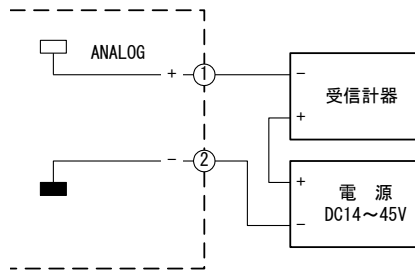 ANALOG
+ 1
- 2
-
受信計器
+
+
電 源
DC14～45V
-